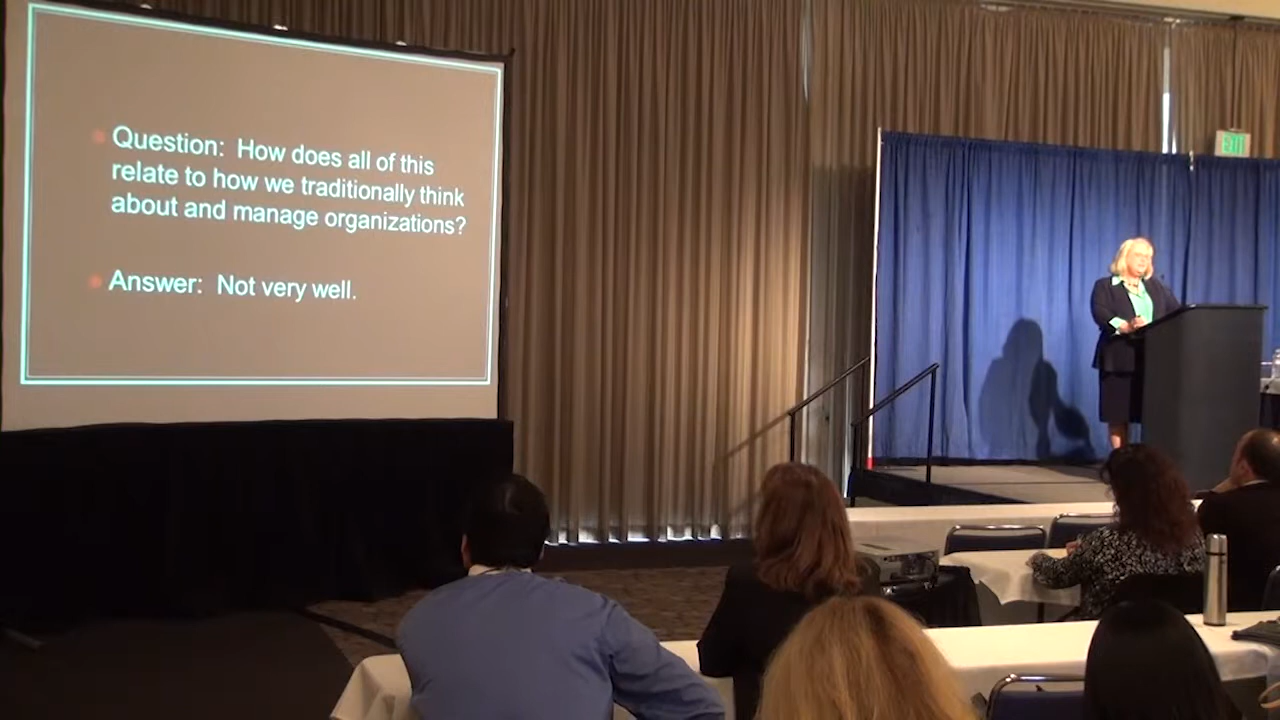 Question: How does all of this
relate to how we traditionally think
about and manage organizations?
Answer: Not very well.
EXIT